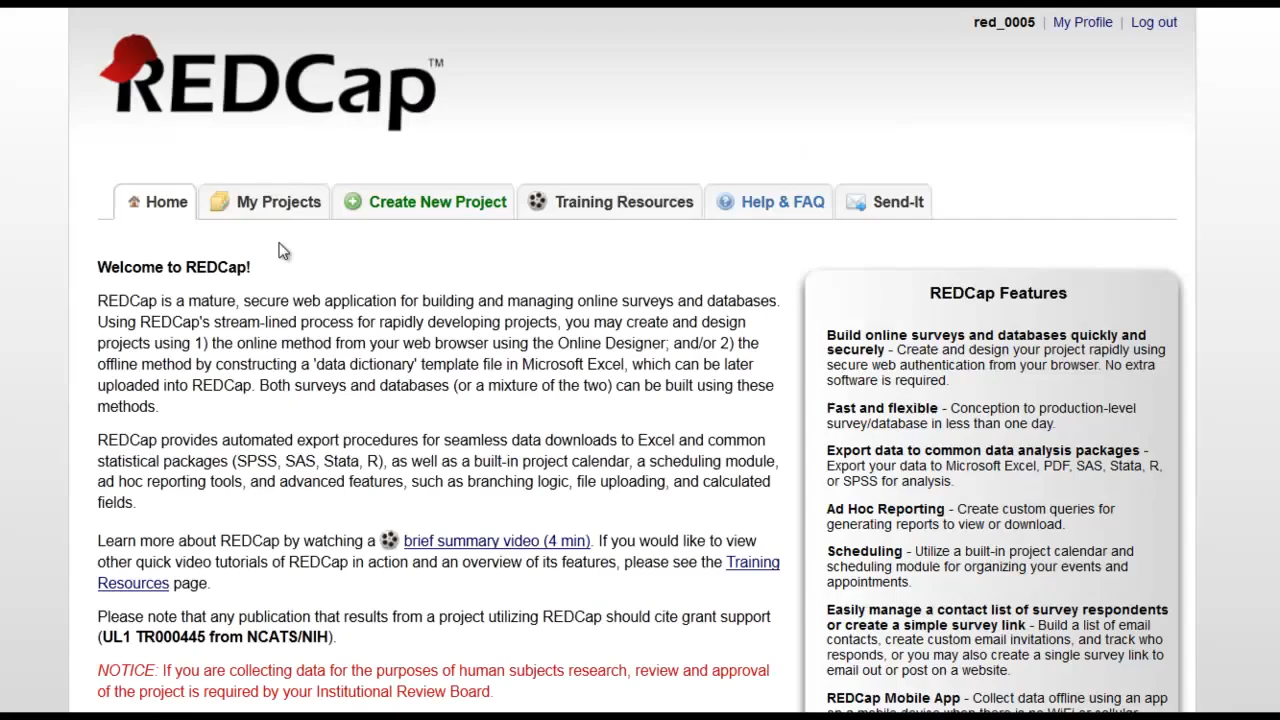 red_0005 | My Profile | Log out
REDCap™
Home
My Projects
Create New Project
Training Resources
Help & FAQ
Send-It
Welcome to REDCap!
REDCap is a mature, secure web application for building and managing online surveys and databases.
Using REDCap's stream-lined process for rapidly developing projects, you may create and design
projects using 1) the online method from your web browser using the Online Designer; and/or 2) the
offline method by constructing a 'data dictionary' template file in Microsoft Excel, which can be later
uploaded into REDCap. Both surveys and databases (or a mixture of the two) can be built using these
methods.
REDCap provides automated export procedures for seamless data downloads to Excel and common
statistical packages (SPSS, SAS, Stata, R), as well as a built-in project calendar, a scheduling module,
ad hoc reporting tools, and advanced features, such as branching logic, file uploading, and calculated
fields.
Learn more about REDCap by watching a brief summary video (4 min). If you would like to view
other quick video tutorials of REDCap in action and an overview of its features, please see the Training
Resources page.
Please note that any publication that results from a project utilizing REDCap should cite grant support
(UL1 TR000445 from NCATS/NIH).
NOTICE: If you are collecting data for the purposes of human subjects research, review and approval
of the project is required by your Institutional Review Board.
REDCap Features
Build online surveys and databases quickly and
securely - Create and design your project rapidly using
secure web authentication from your browser. No extra
software is required.
Fast and flexible - Conception to production-level
survey/database in less than one day.
Export data to common data analysis packages -
Export your data to Microsoft Excel, PDF, SAS, Stata, R,
or SPSS for analysis.
Ad Hoc Reporting - Create custom queries for
generating reports to view or download.
Scheduling - Utilize a built-in project calendar and
scheduling module for organizing your events and
appointments.
Easily manage a contact list of survey respondents
or create a simple survey link - Build a list of email
contacts, create custom email invitations, and track who
responds, or you may also create a single survey link to
email out or post on a website.
REDCap Mobile App - Collect data offline using an app